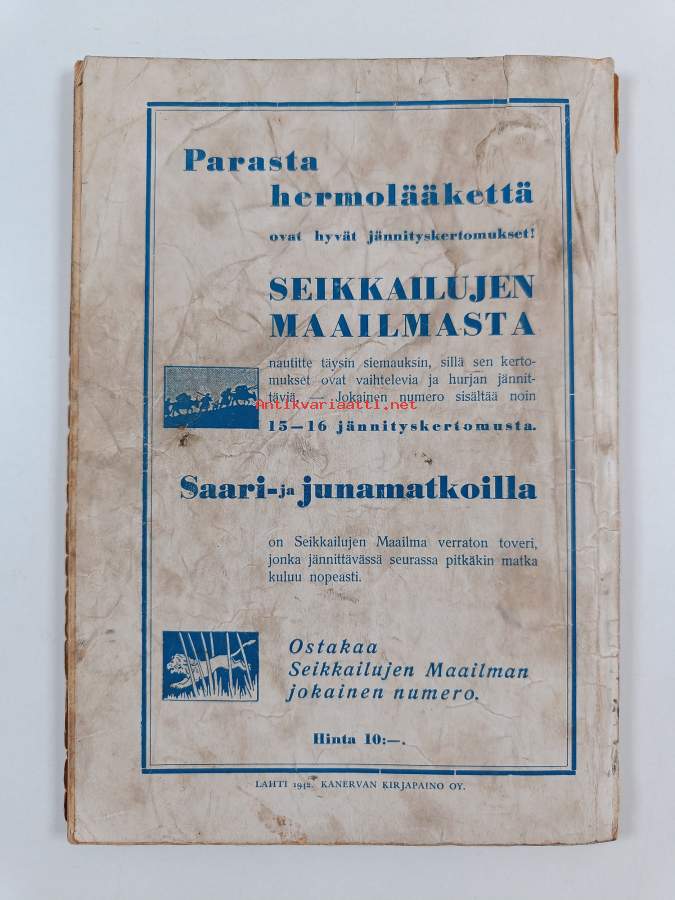 Parasta
hermolääkettä
ovat hyvät jännityskertomukset!
SEIKKAILUJEN
MAAILMASTA
nautitte täysin siemauksin, sillä sen kerto-
mukset ovat vaihtelevia ja hurjan jännit-
täviä. — Jokainen numero sisältää noin
Antikvariaatti.net
15—16 jännityskertomusta.
Saari- ja junamatkoilla
on Seikkailujen Maailma verraton toveri,
jonka jännittävässä seurassa pitkäkin matka
kuluu nopeasti.
Ostakaa
Seikkailujen Maailman
jokainen numero.
Hinta 10:—.
LAHTI 1942. KANERVAN KIRJAPAINO OY.